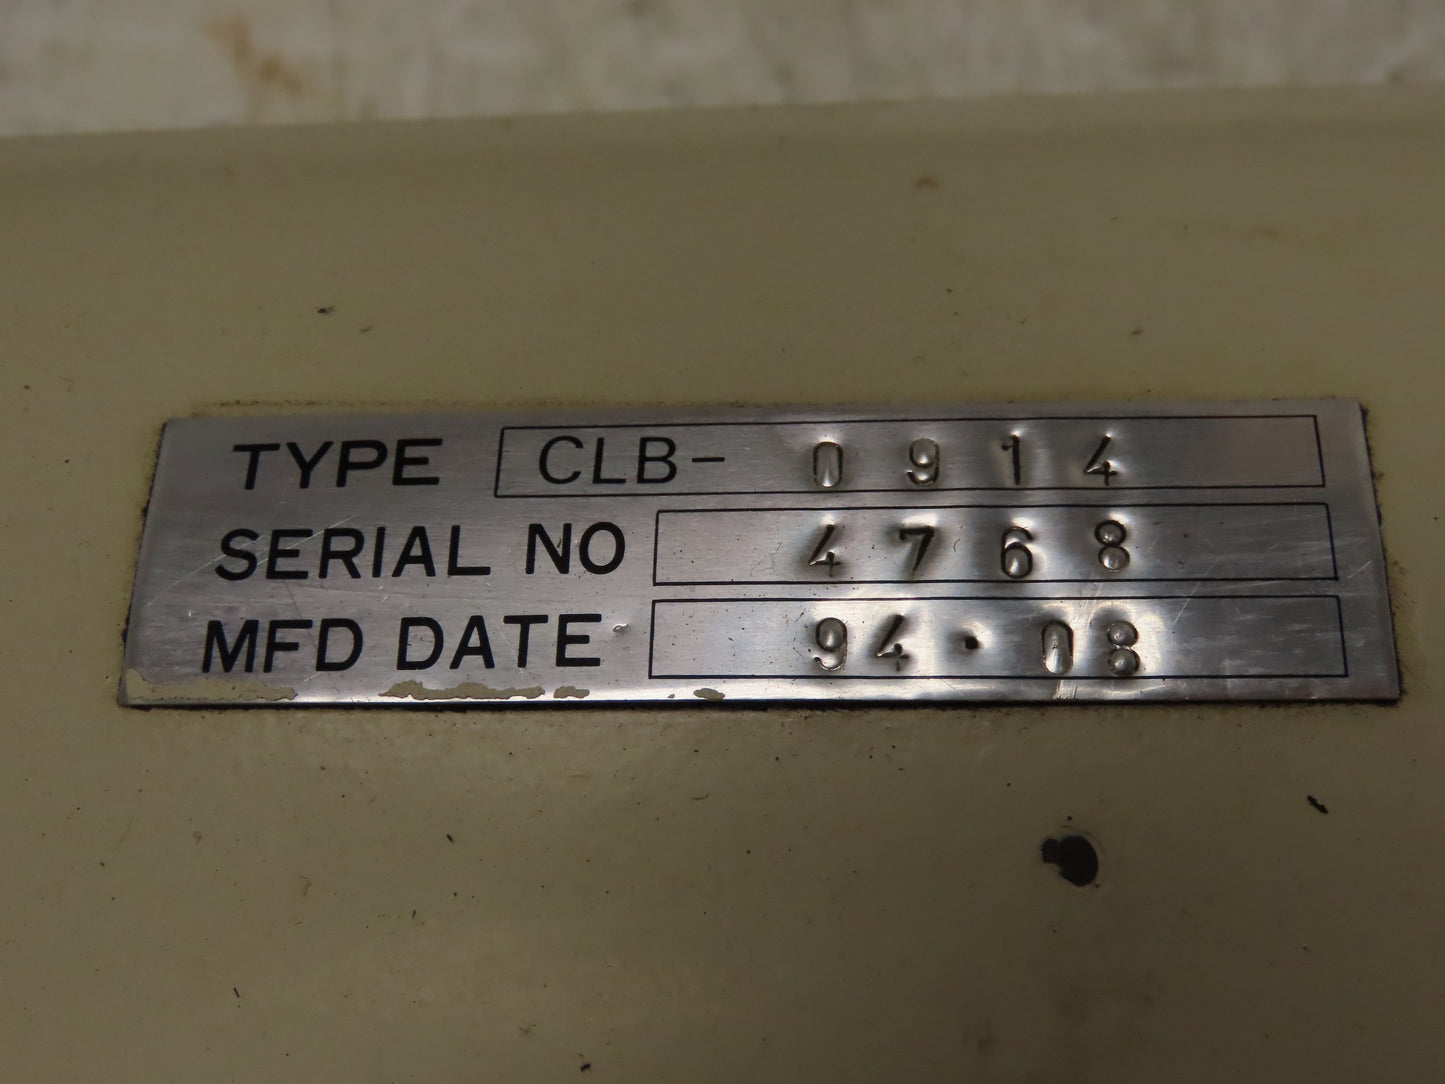 TYPE CLB- 0914
SERIAL NO 4768
MFD DATE 94.08